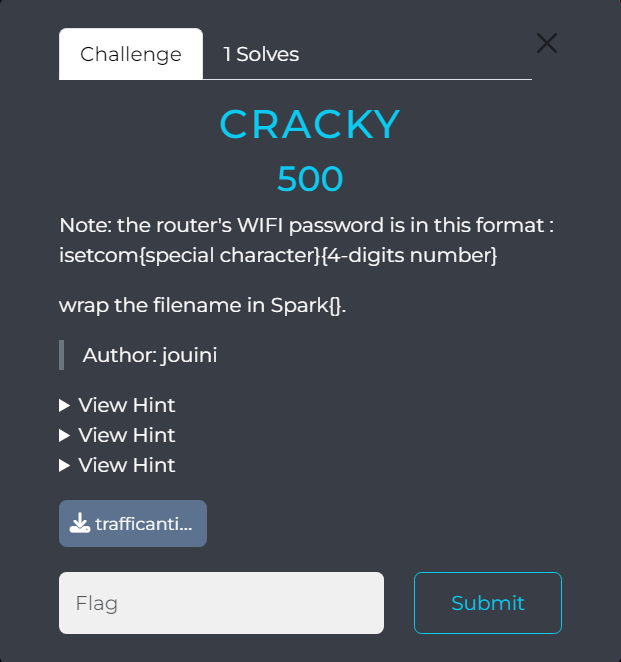 Challenge
1 Solves
CRACKY
500
Note: the router's WIFI password is in this format :
isetcom{special character}{4-digits number}
wrap the filename in Spark{}.
Author: jouini
View Hint
View Hint
View Hint
trafficanti...
Flag
Submit